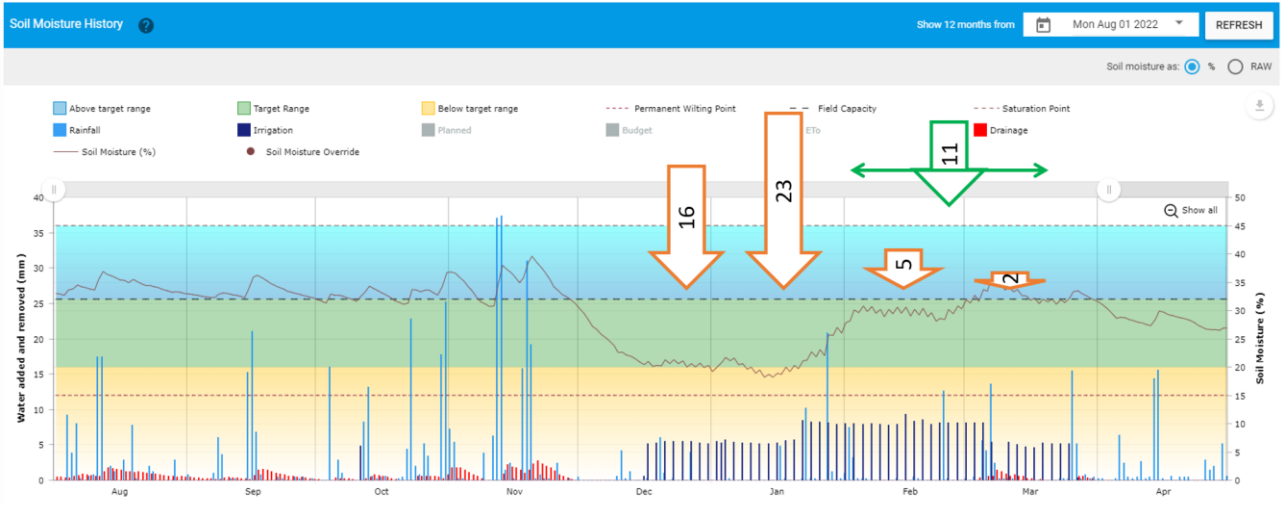 Soil Moisture History ?
Show 12 months from Mon Aug 01 2022 REFRESH
Soil moisture as: % RAW
Above target range Target Range Below target range Permanent Wilting Point Field Capacity Saturation Point
Rainfall Irrigation Planned Budget ETo Drainage
Soil Moisture (%) Soil Moisture Override
11
23
16
5
2
Show all
Water added and removed (mm)
40
35
30
25
20
15
10
5
0
50
45
40
35
30
25
20
15
10
5
0
Soil Moisture (%)
Aug Sep Oct Nov Dec Jan Feb Mar Apr